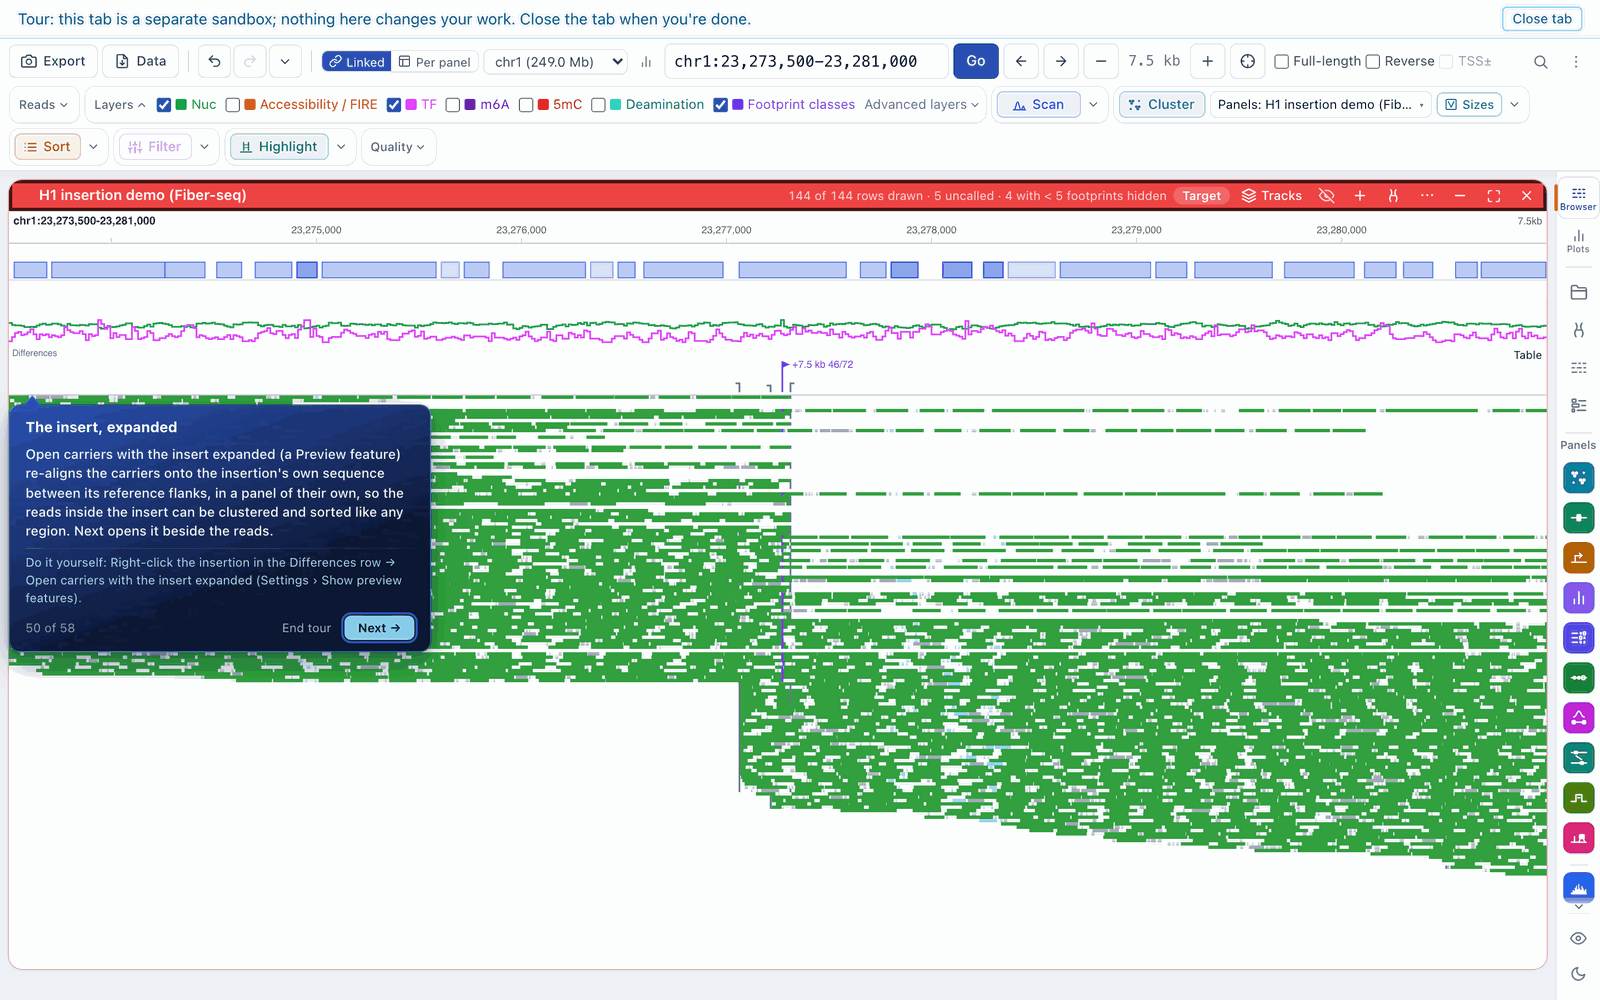 Tour: this tab is a separate sandbox; nothing here changes your work. Close the tab when you're done.
Close tab
Export
Data
Linked
Per panel
chr1 (249.0 Mb)
chr1:23,273,500–23,281,000
Go
7.5 kb
Full-length
Reverse
TSS±
Reads
Layers
Nuc
Accessibility / FIRE
TF
m6A
5mC
Deamination
Footprint classes
Advanced layers
Scan
Cluster
Panels: H1 insertion demo (Fib...
Sizes
Sort
Filter
Highlight
Quality
H1 insertion demo (Fiber-seq)
144 of 144 rows drawn · 5 uncalled · 4 with < 5 footprints hidden
Target
Tracks
chr1:23,273,500-23,281,000
7.5kb
23,275,000
23,276,000
23,277,000
23,278,000
23,279,000
23,280,000
Differences
Table
+7.5 kb 46/72
The insert, expanded
Open carriers with the insert expanded (a Preview feature)
re-aligns the carriers onto the insertion's own sequence
between its reference flanks, in a panel of their own, so the
reads inside the insert can be clustered and sorted like any
region. Next opens it beside the reads.
Do it yourself: Right-click the insertion in the Differences row →
Open carriers with the insert expanded (Settings › Show preview
features).
50 of 58
End tour
Next →
Browser
Plots
Panels